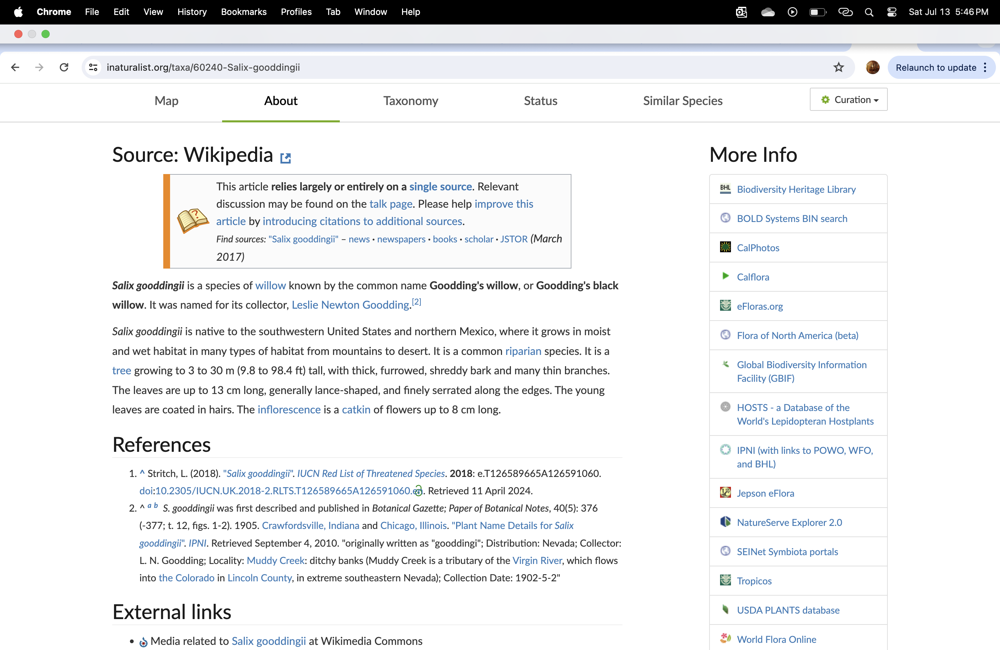 Chrome File Edit View History Bookmarks Profiles Tab Window Help Sat Jul 13 5:46 PM
inaturalist.org/taxa/60240-Salix-gooddingii Relaunch to update
Map About Taxonomy Status Similar Species Curation
Source: Wikipedia
This article relies largely or entirely on a single source. Relevant
discussion may be found on the talk page. Please help improve this
article by introducing citations to additional sources.
Find sources: "Salix gooddingii" – news • newspapers • books • scholar • JSTOR (March
2017)
Salix gooddingii is a species of willow known by the common name Goodding's willow, or Goodding's black
willow. It was named for its collector, Leslie Newton Goodding.[2]
Salix gooddingii is native to the southwestern United States and northern Mexico, where it grows in moist
and wet habitat in many types of habitat from mountains to desert. It is a common riparian species. It is a
tree growing to 3 to 30 m (9.8 to 98.4 ft) tall, with thick, furrowed, shreddy bark and many thin branches.
The leaves are up to 13 cm long, generally lance-shaped, and finely serrated along the edges. The young
leaves are coated in hairs. The inflorescence is a catkin of flowers up to 8 cm long.
References
1. ^ Stritch, L. (2018). "Salix gooddingii". IUCN Red List of Threatened Species. 2018: e.T126589665A126591060.
doi:10.2305/IUCN.UK.2018-2.RLTS.T126589665A126591060.en. Retrieved 11 April 2024.
2. ^ a b S. gooddingii was first described and published in Botanical Gazette; Paper of Botanical Notes, 40(5): 376
(-377; t. 12, figs. 1-2). 1905. Crawfordsville, Indiana and Chicago, Illinois. "Plant Name Details for Salix
gooddingii". IPNI. Retrieved September 4, 2010. "originally written as "gooddingi"; Distribution: Nevada; Collector:
L. N. Goodding; Locality: Muddy Creek: ditchy banks (Muddy Creek is a tributary of the Virgin River, which flows
into the Colorado in Lincoln County, in extreme southeastern Nevada); Collection Date: 1902-5-2"
External links
• Media related to Salix gooddingii at Wikimedia Commons
More Info
BHL Biodiversity Heritage Library
BOLD Systems BIN search
CalPhotos
Calflora
eFloras.org
Flora of North America (beta)
Global Biodiversity Information
Facility (GBIF)
HOSTS - a Database of the
World's Lepidopteran Hostplants
IPNI (with links to POWO, WFO,
and BHL)
Jepson eFlora
NatureServe Explorer 2.0
SEINet Symbiota portals
Tropicos
USDA PLANTS database
World Flora Online